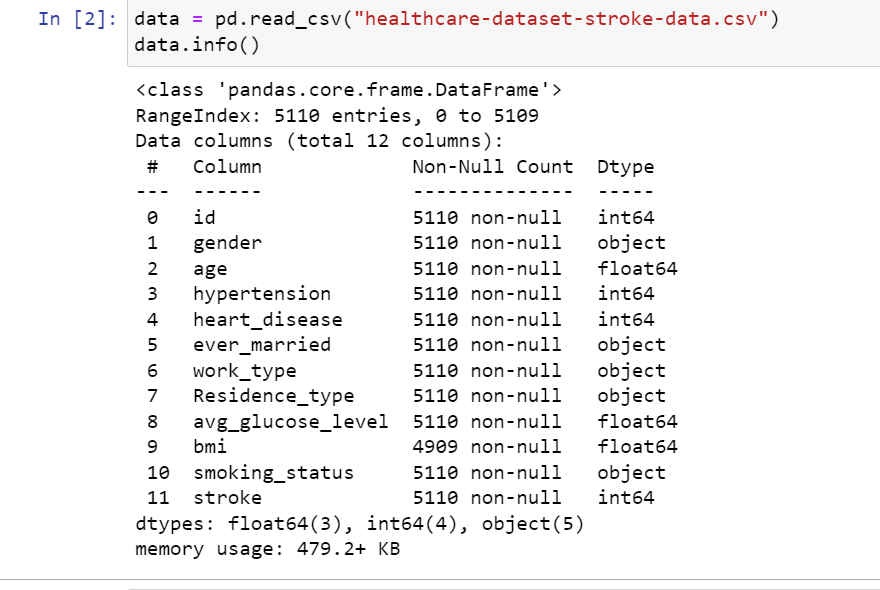 In [2]: data = pd.read_csv("healthcare-dataset-stroke-data.csv")
data.info()
<class 'pandas.core.frame.DataFrame'>
RangeIndex: 5110 entries, 0 to 5109
Data columns (total 12 columns):
 #   Column             Non-Null Count  Dtype
---  ------             --------------  -----
 0   id                 5110 non-null   int64
 1   gender             5110 non-null   object
 2   age                5110 non-null   float64
 3   hypertension       5110 non-null   int64
 4   heart_disease      5110 non-null   int64
 5   ever_married       5110 non-null   object
 6   work_type          5110 non-null   object
 7   Residence_type     5110 non-null   object
 8   avg_glucose_level  5110 non-null   float64
 9   bmi                4909 non-null   float64
 10  smoking_status     5110 non-null   object
 11  stroke             5110 non-null   int64
dtypes: float64(3), int64(4), object(5)
memory usage: 479.2+ KB